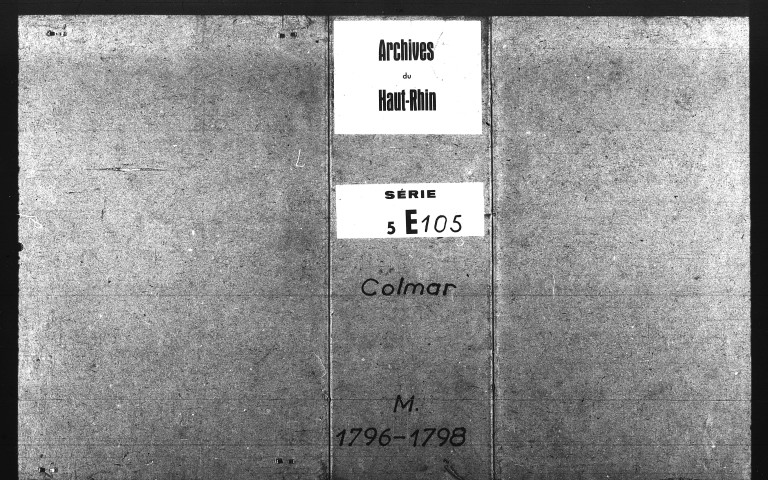 Archives
du
Haut-Rhin
SÉRIE
5 E105
Colmar
M.
1796-1798